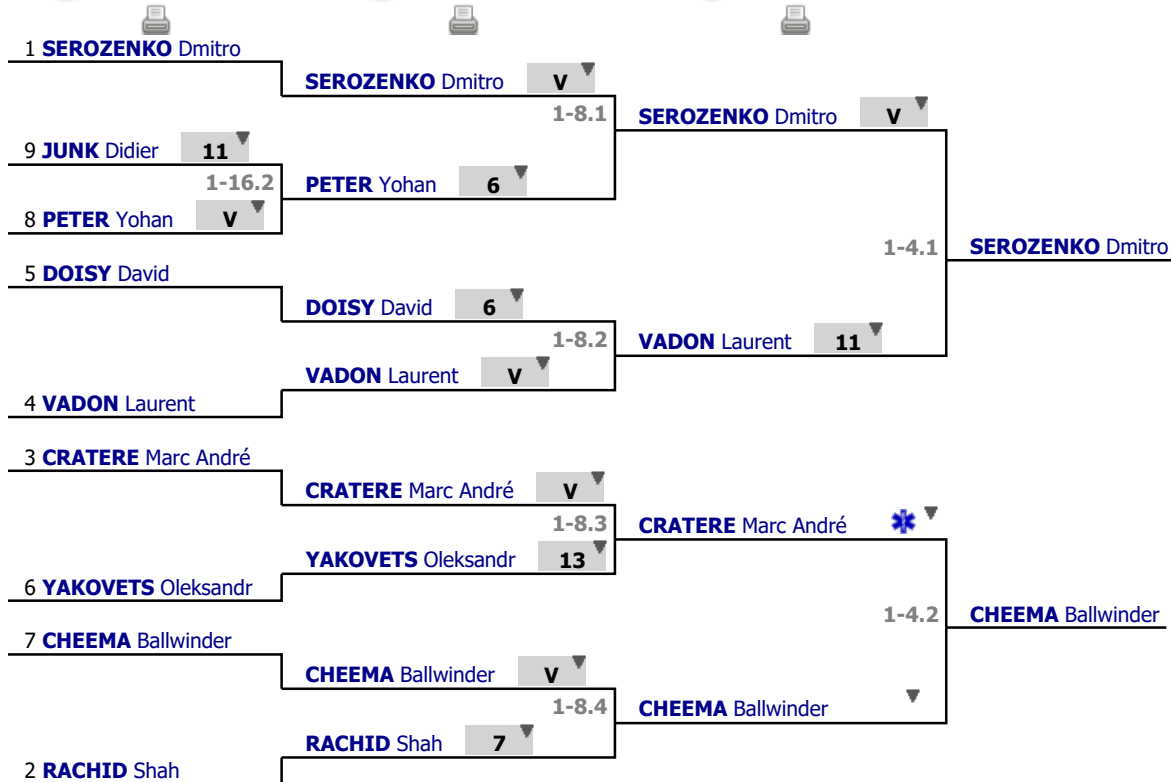 1 SEROZENKO Dmitro
SEROZENKO Dmitro V
1-8.1
SEROZENKO Dmitro V
9 JUNK Didier 11
1-16.2
PETER Yohan 6
8 PETER Yohan V
1-4.1
SEROZENKO Dmitro
5 DOISY David
DOISY David 6
1-8.2
VADON Laurent 11
VADON Laurent V
4 VADON Laurent
3 CRATERE Marc André
CRATERE Marc André V
1-8.3
CRATERE Marc André
YAKOVETS Oleksandr 13
6 YAKOVETS Oleksandr
1-4.2
CHEEMA Ballwinder
7 CHEEMA Ballwinder
CHEEMA Ballwinder V
1-8.4
CHEEMA Ballwinder
RACHID Shah 7
2 RACHID Shah